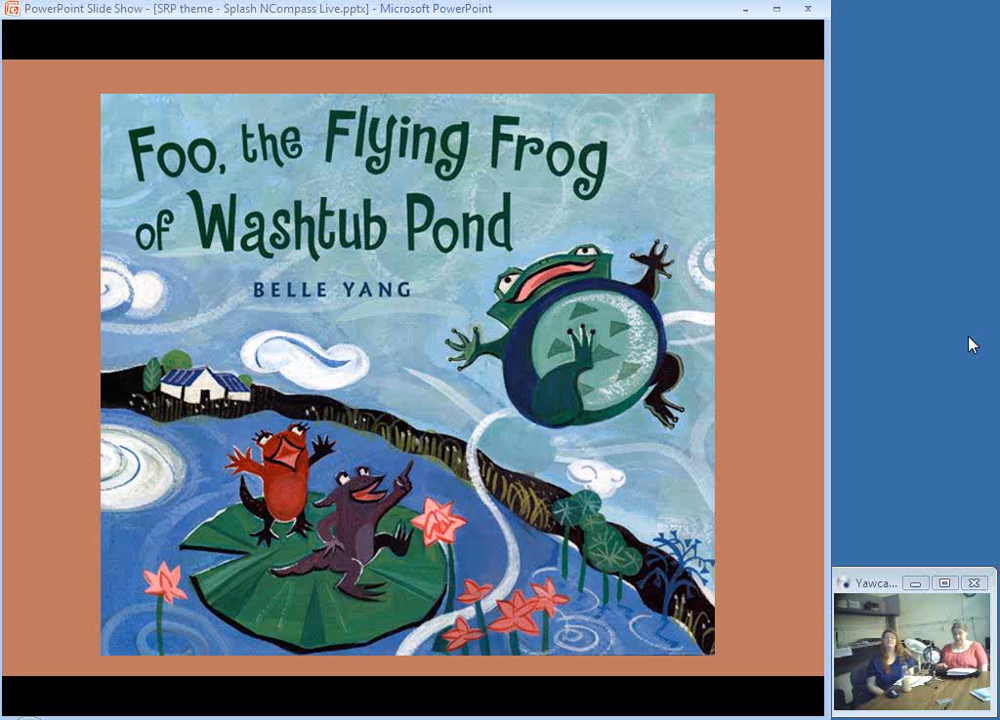 PowerPoint Slide Show - [SRP theme - Splash NCompass Live.pptx] - Microsoft PowerPoint
Foo, the Flying Frog
of Washtub Pond
BELLE YANG
Yawca...